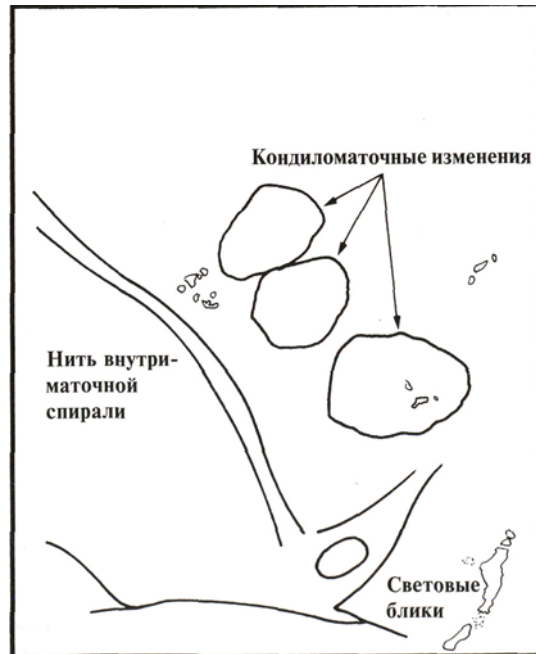 Кондиломаточные изменения
Нить внутри-
маточной
спирали
Световые
блики